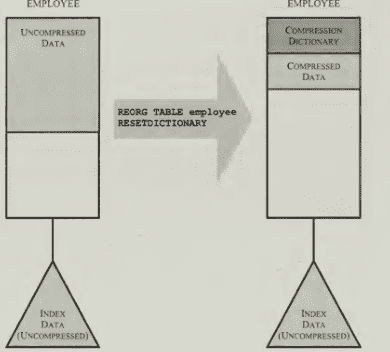 EMPLOYEE
UNCOMPRESSED
DATA
INDEX
DATA
(UNCOMPRESSED)
REORG TABLE employee
RESETDICTIONARY
EMPLOYEE
COMPRESSION
DICTIONARY
COMPRESSED
DATA
INDEX
DATA
(UNCOMPRESSED)